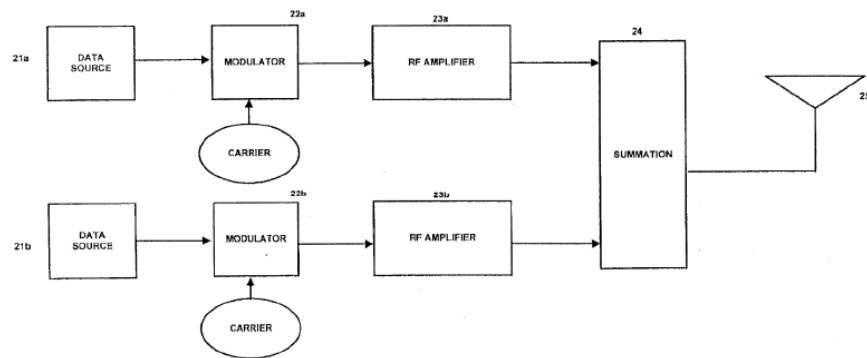 22a
23a
24
21a
DATA
SOURCE
MODULATOR
RF AMPLIFIER
CARRIER
SUMMATION
22b
23b
21b
DATA
SOURCE
MODULATOR
RF AMPLIFIER
CARRIER